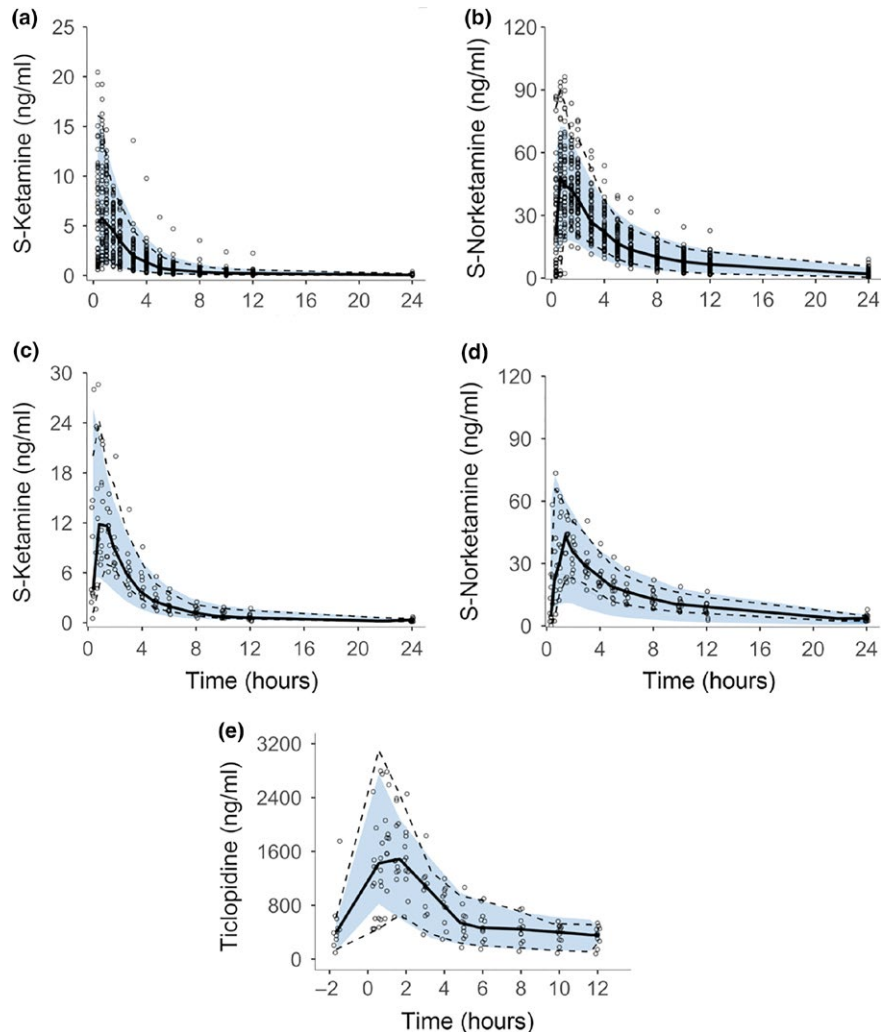 (a)
S-Ketamine (ng/ml)
25
20
15
10
5
0
0 4 8 12 16 20 24
(b)
S-Norketamine (ng/ml)
120
90
60
30
0
0 4 8 12 16 20 24
(c)
S-Ketamine (ng/ml)
30
24
18
12
6
0
0 4 8 12 16 20 24
Time (hours)
(d)
S-Norketamine (ng/ml)
120
90
60
30
0
0 4 8 12 16 20 24
Time (hours)
(e)
Ticlopidine (ng/ml)
3200
2400
1600
800
0
−2 0 2 4 6 8 10 12
Time (hours)